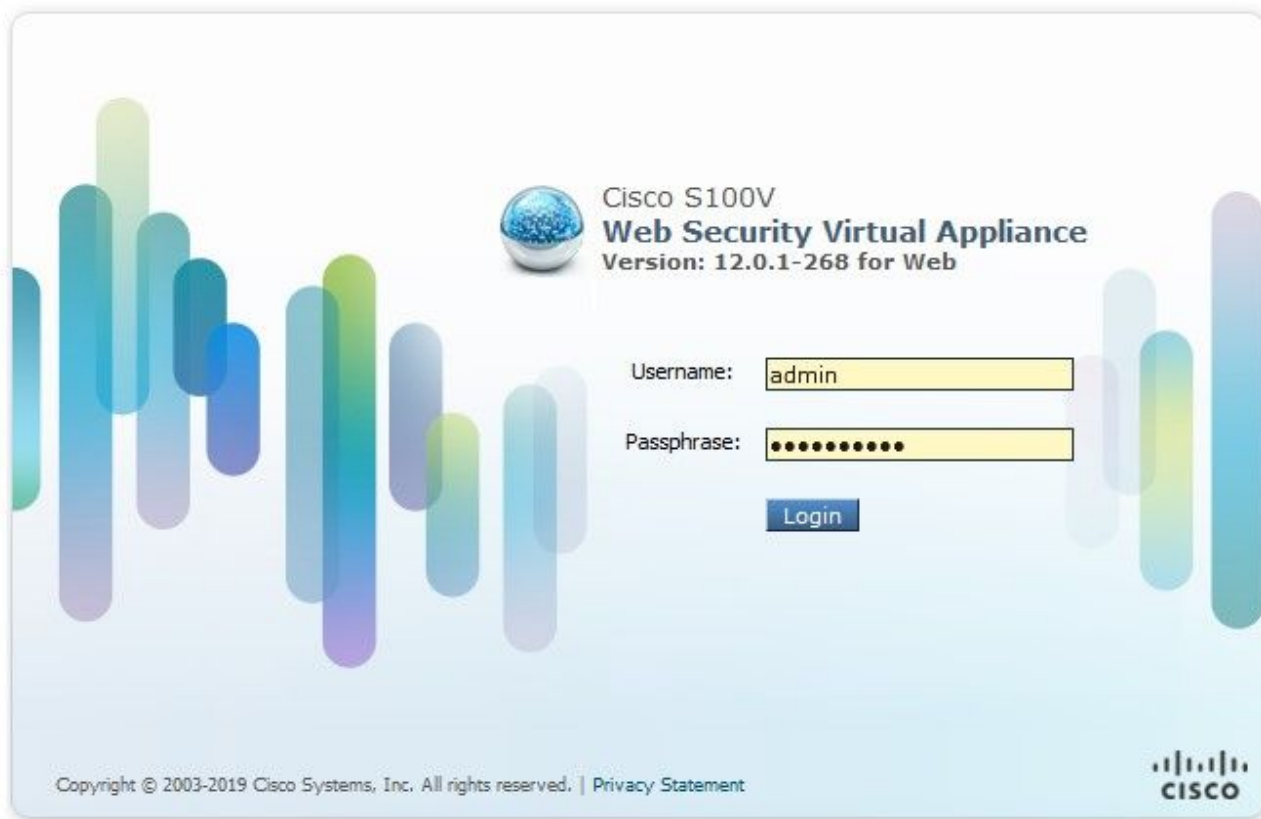 Cisco S100V
Web Security Virtual Appliance
Version: 12.0.1-268 for Web
Username: admin
Passphrase: ••••••••••
Login
Copyright © 2003-2019 Cisco Systems, Inc. All rights reserved. | Privacy Statement
CISCO